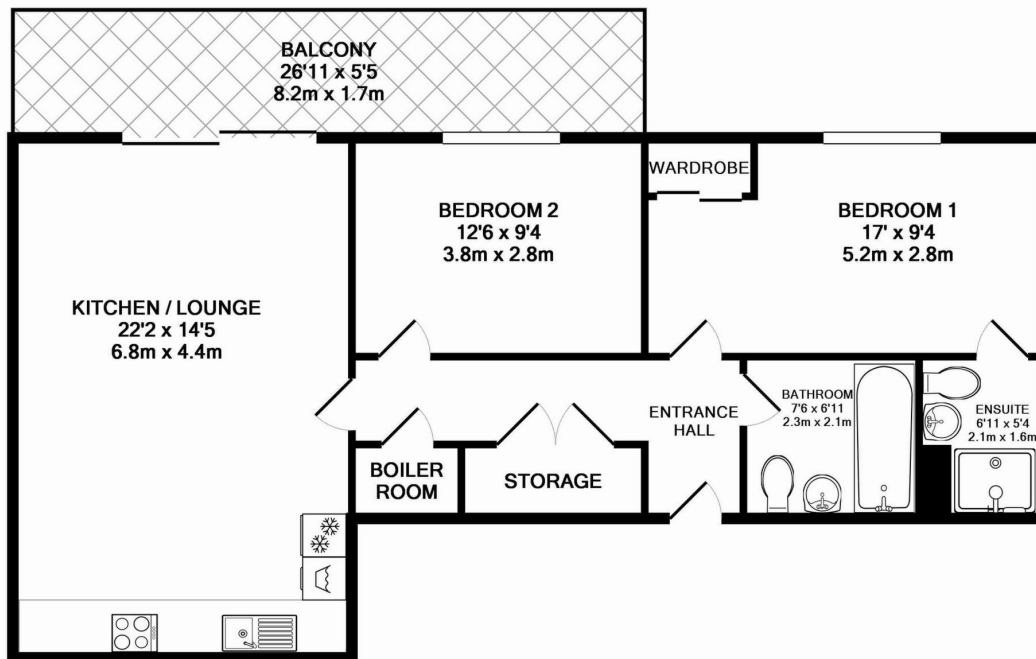 BALCONY
26'11 x 5'5
8.2m x 1.7m
WARDROBE
BEDROOM 2
12'6 x 9'4
3.8m x 2.8m
BEDROOM 1
17' x 9'4
5.2m x 2.8m
KITCHEN / LOUNGE
22'2 x 14'5
6.8m x 4.4m
ENTRANCE
HALL
BATHROOM
7'6 x 6'11
2.3m x 2.1m
ENSUITE
6'11 x 5'4
2.1m x 1.6m
BOILER
ROOM
STORAGE